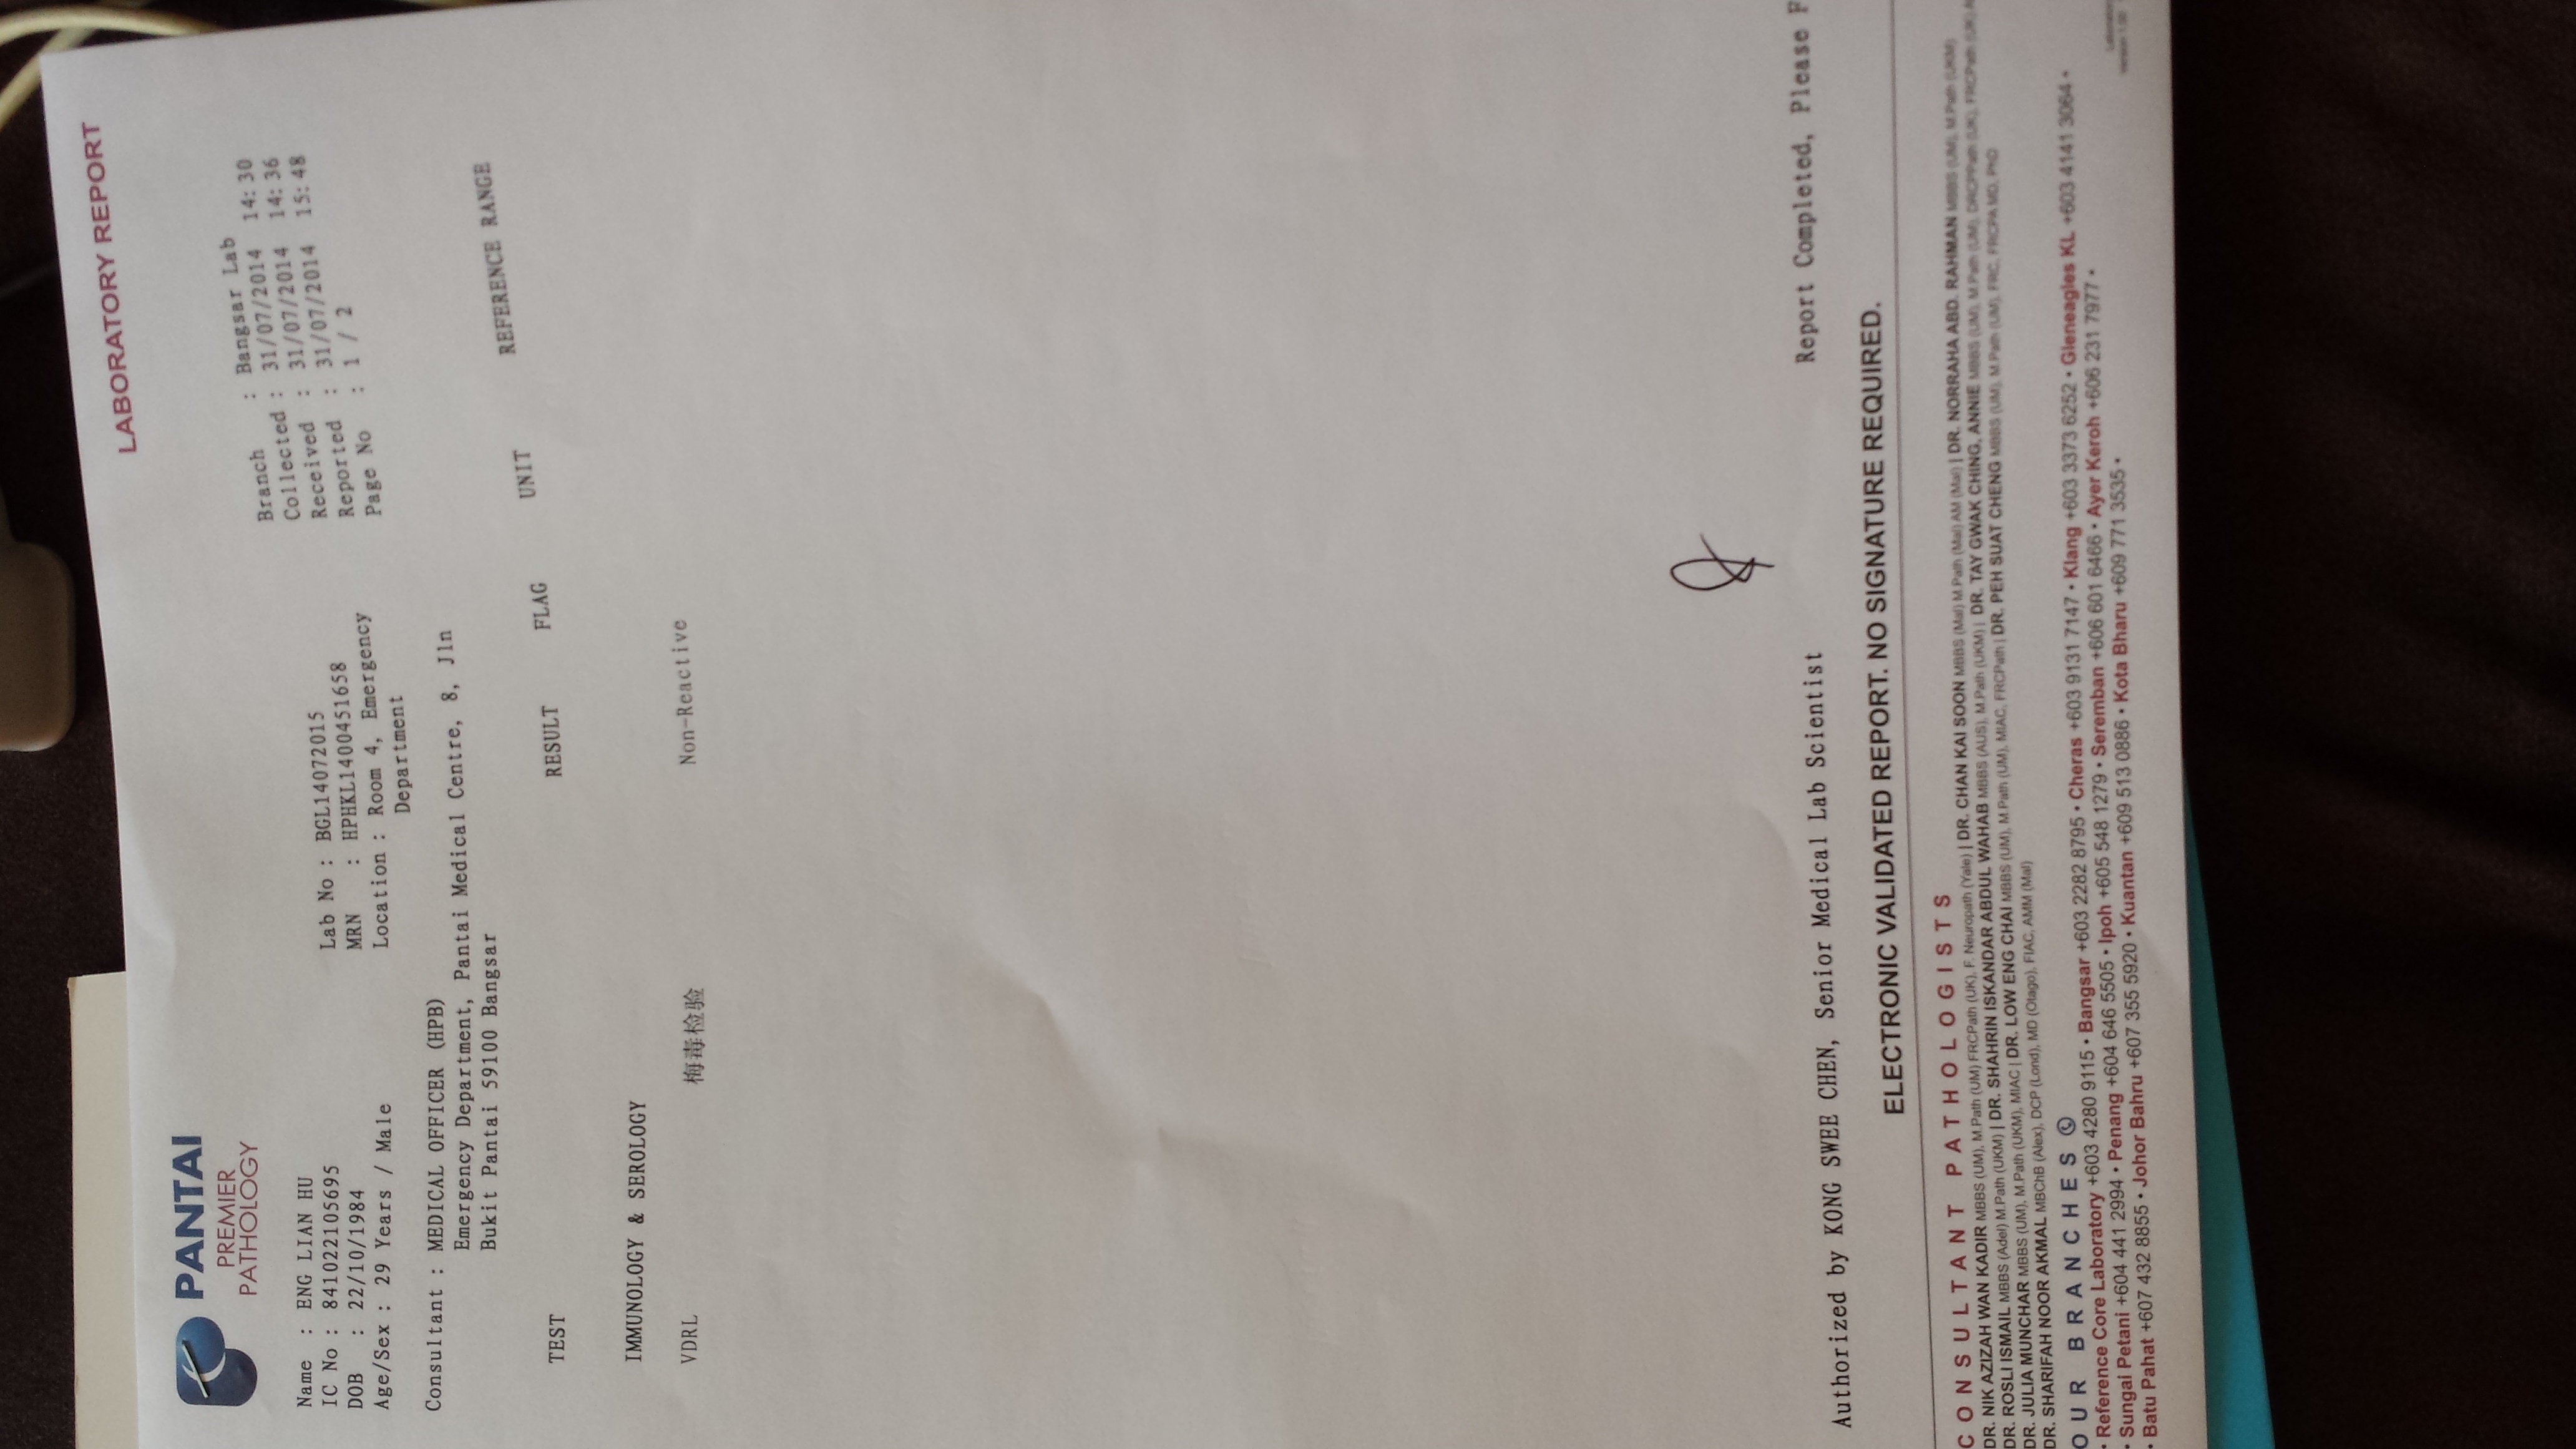 LABORATORY REPORT
PANTAI
PREMIER
PATHOLOGY
Name : ENG LIAN HU
IC No : 841022105695
DOB : 22/10/1984
Age/Sex : 29 Years / Male
Lab No : BGL14072015
MRN : HPHKL1400451658
Location : Room 4, Emergency
Department
Branch : Bangsar Lab
Collected : 31/07/2014 14:30
Received : 31/07/2014 14:36
Reported : 31/07/2014 15:48
Page No : 1 / 2
Consultant : MEDICAL OFFICER (HPB)
Emergency Department, Pantai Medical Centre, 8, Jln
Bukit Pantai 59100 Bangsar
TEST RESULT FLAG UNIT REFERENCE RANGE
IMMUNOLOGY & SEROLOGY
VDRL 梅毒检验 Non-Reactive
Authorized by KONG SWEE CHEN, Senior Medical Lab Scientist
Report Completed, Please
ELECTRONIC VALIDATED REPORT. NO SIGNATURE REQUIRED.
CONSULTANT PATHOLOGISTS
DR. NIK AZIZAH WAN KADIR MBBS (UM), M.Path (UM) FRCPath (UK), F. Neuropath (Yale) | DR. CHAN KAI SOON MBBS (Mal) M.Path (Mal) AM (Mal) | DR. NORRAHA ABD. RAHMAN MBBS (UM), M.Path (UKM)
DR. ROSLI ISMAIL MBBS (Adel) M.Path (UKM) | DR. SHAHRIN ISKANDAR ABDUL WAHAB MBBS (AUS), M.Path (UKM) | DR. TAY GWAK CHING, ANNIE MBBS (UM), M.Path (UM), DRCPPath (UK), FRCPath (UK)
DR. JULIA MUNCHAR MBBS (UM), M.Path (UKM), MIAC | DR. LOW ENG CHAI MBBS (UM), M.Path (UM), MIAC, FRCPath | DR. PEH SUAT CHENG MBBS (UM), M.Path (UM), FRC, FRCPA MD, PhD
DR. SHARIFAH NOOR AKMAL MBChB (Alex), DCP (Lond), MD (Otago), FIAC, AMM (Mal)
OUR BRANCHES
• Reference Core Laboratory +603 4280 9115 • Bangsar +603 2282 8795 • Cheras +603 9131 7147 • Klang +603 3373 6252 • Gleneagles KL +603 4141 3064 •
• Sungai Petani +604 441 2994 • Penang +604 646 5505 • Ipoh +605 548 1279 • Seremban +606 601 6466 • Ayer Keroh +606 231 7977 •
• Batu Pahat +607 432 8855 • Johor Bahru +607 355 5920 • Kuantan +609 513 0886 • Kota Bharu +609 771 3535 •